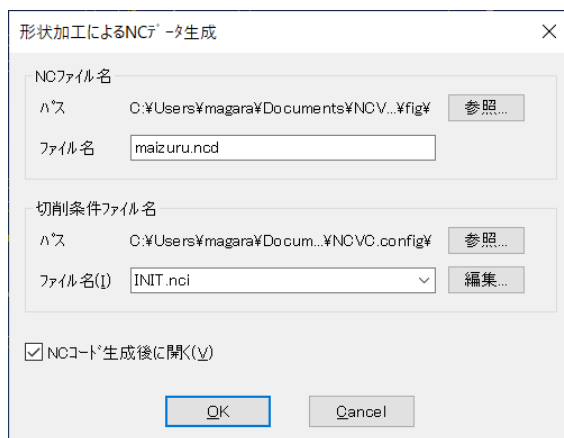 形状加工によるNCﾃﾞｰﾀ生成
NCﾌｧｲﾙ名
ﾊﾟｽ C:¥Users¥magara¥Documents¥NCV...¥fig¥ 参照...
ﾌｧｲﾙ名 maizuru.ncd
切削条件ﾌｧｲﾙ名
ﾊﾟｽ C:¥Users¥magara¥Docum...¥NCVC.config¥ 参照...
ﾌｧｲﾙ名(I) INIT.nci 編集...
NCｺｰﾄﾞ生成後に開く(V)
OK Cancel